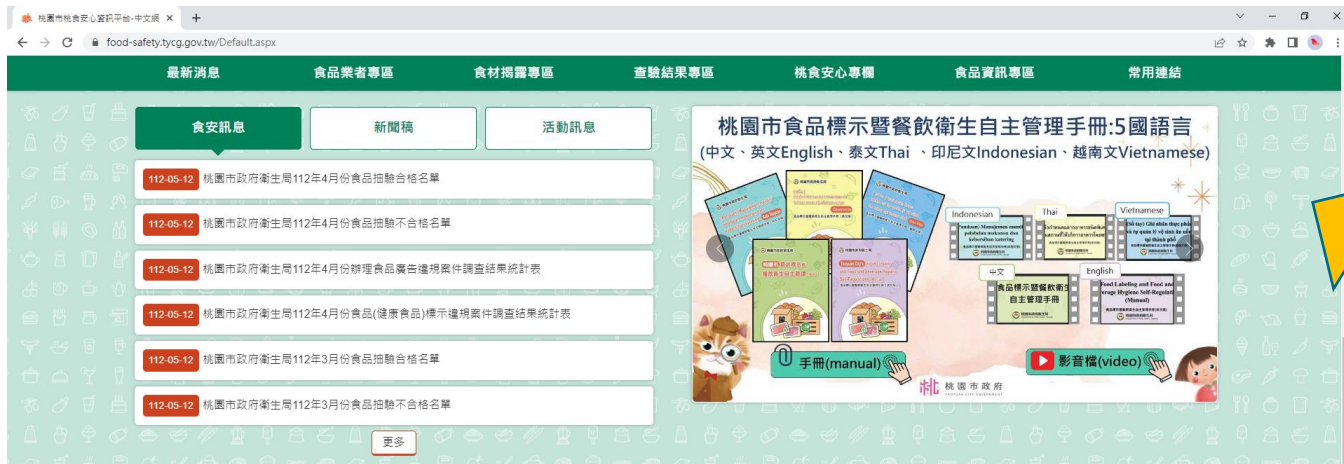 桃園市桃食安心資訊平台-中文網
food-safety.tycg.gov.tw/Default.aspx
最新消息 食品業者專區 食材揭露專區 查驗結果專區 桃食安心專欄 食品資訊專區 常用連結
食安訊息 新聞稿 活動訊息
112-05-12 桃園市政府衛生局112年4月份食品抽驗合格名單
112-05-12 桃園市政府衛生局112年4月份食品抽驗不合格名單
112-05-12 桃園市政府衛生局112年4月份辦理食品廣告違規案件調查結果統計表
112-05-12 桃園市政府衛生局112年4月份食品(健康食品)標示違規案件調查結果統計表
112-05-12 桃園市政府衛生局112年3月份食品抽驗合格名單
112-05-12 桃園市政府衛生局112年3月份食品抽驗不合格名單
更多
桃園市食品標示暨餐飲衛生自主管理手冊:5國語言
(中文、英文English、泰文Thai 、印尼文Indonesian、越南文Vietnamese)
Indonesian Thai Vietnamese
中文 English
食品標示暨餐飲衛生
自主管理手冊
Food Labeling and Food and
Hygiene Self-Regulati
(Manual)
手冊(manual) 影音檔(video)
桃園市政府